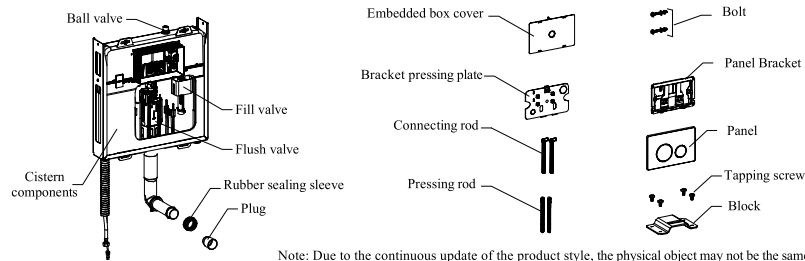 Ball valve
Fill valve
Flush valve
Cistern
components
Rubber sealing sleeve
Plug
Embedded box cover
Bracket pressing plate
Connecting rod
Pressing rod
Bolt
Panel Bracket
Panel
Tapping screw
Block
Note: Due to the continuous update of the product style, the physical object may not be the same